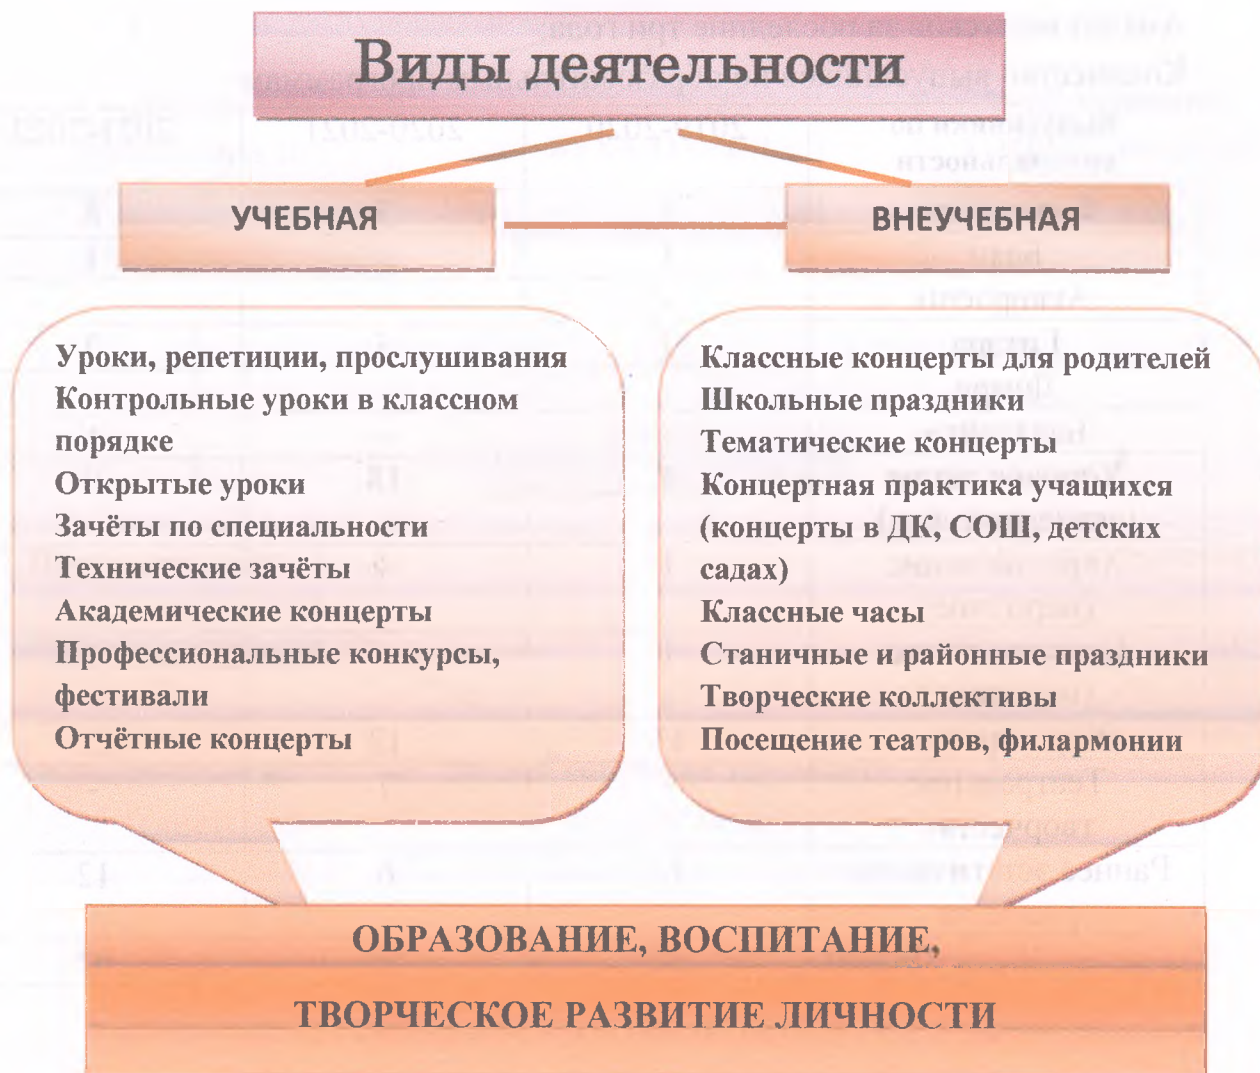 Виды деятельности
УЧЕБНАЯ
ВНЕУЧЕБНАЯ
Уроки, репетиции, прослушивания
Контрольные уроки в классном
порядке
Открытые уроки
Зачёты по специальности
Технические зачёты
Академические концерты
Профессиональные конкурсы,
фестивали
Отчётные концерты
Классные концерты для родителей
Школьные праздники
Тематические концерты
Концертная практика учащихся
(концерты в ДК, СОШ, детских
садах)
Классные часы
Станичные и районные праздники
Творческие коллективы
Посещение театров, филармонии
ОБРАЗОВАНИЕ, ВОСПИТАНИЕ,
ТВОРЧЕСКОЕ РАЗВИТИЕ ЛИЧНОСТИ